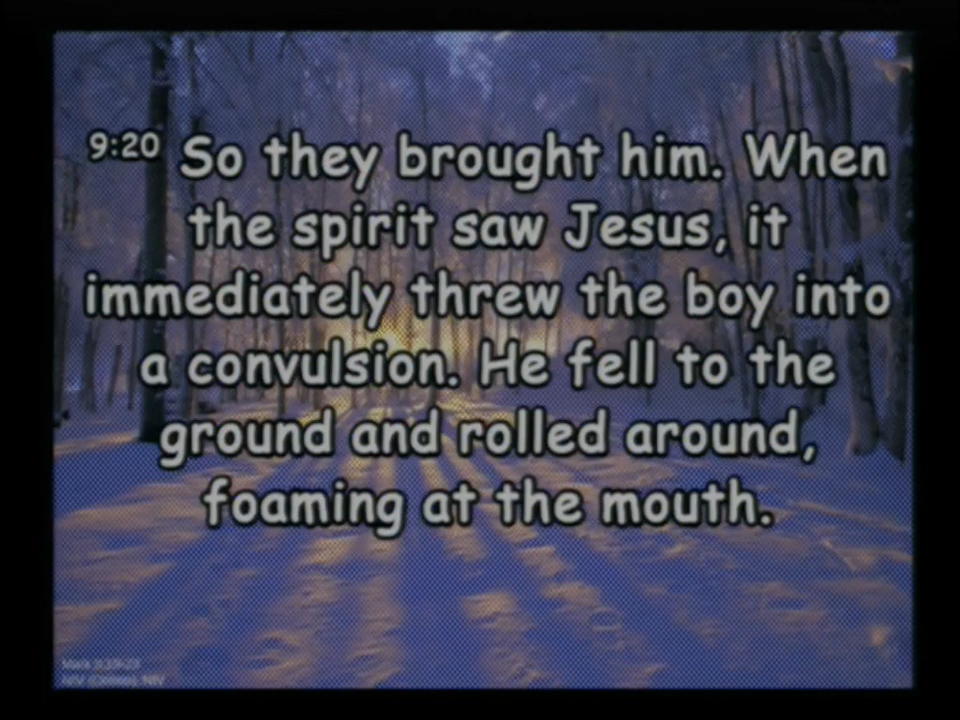 9:20 So they brought him. When
the spirit saw Jesus, it
immediately threw the boy into
a convulsion. He fell to the
ground and rolled around,
foaming at the mouth.
NIV